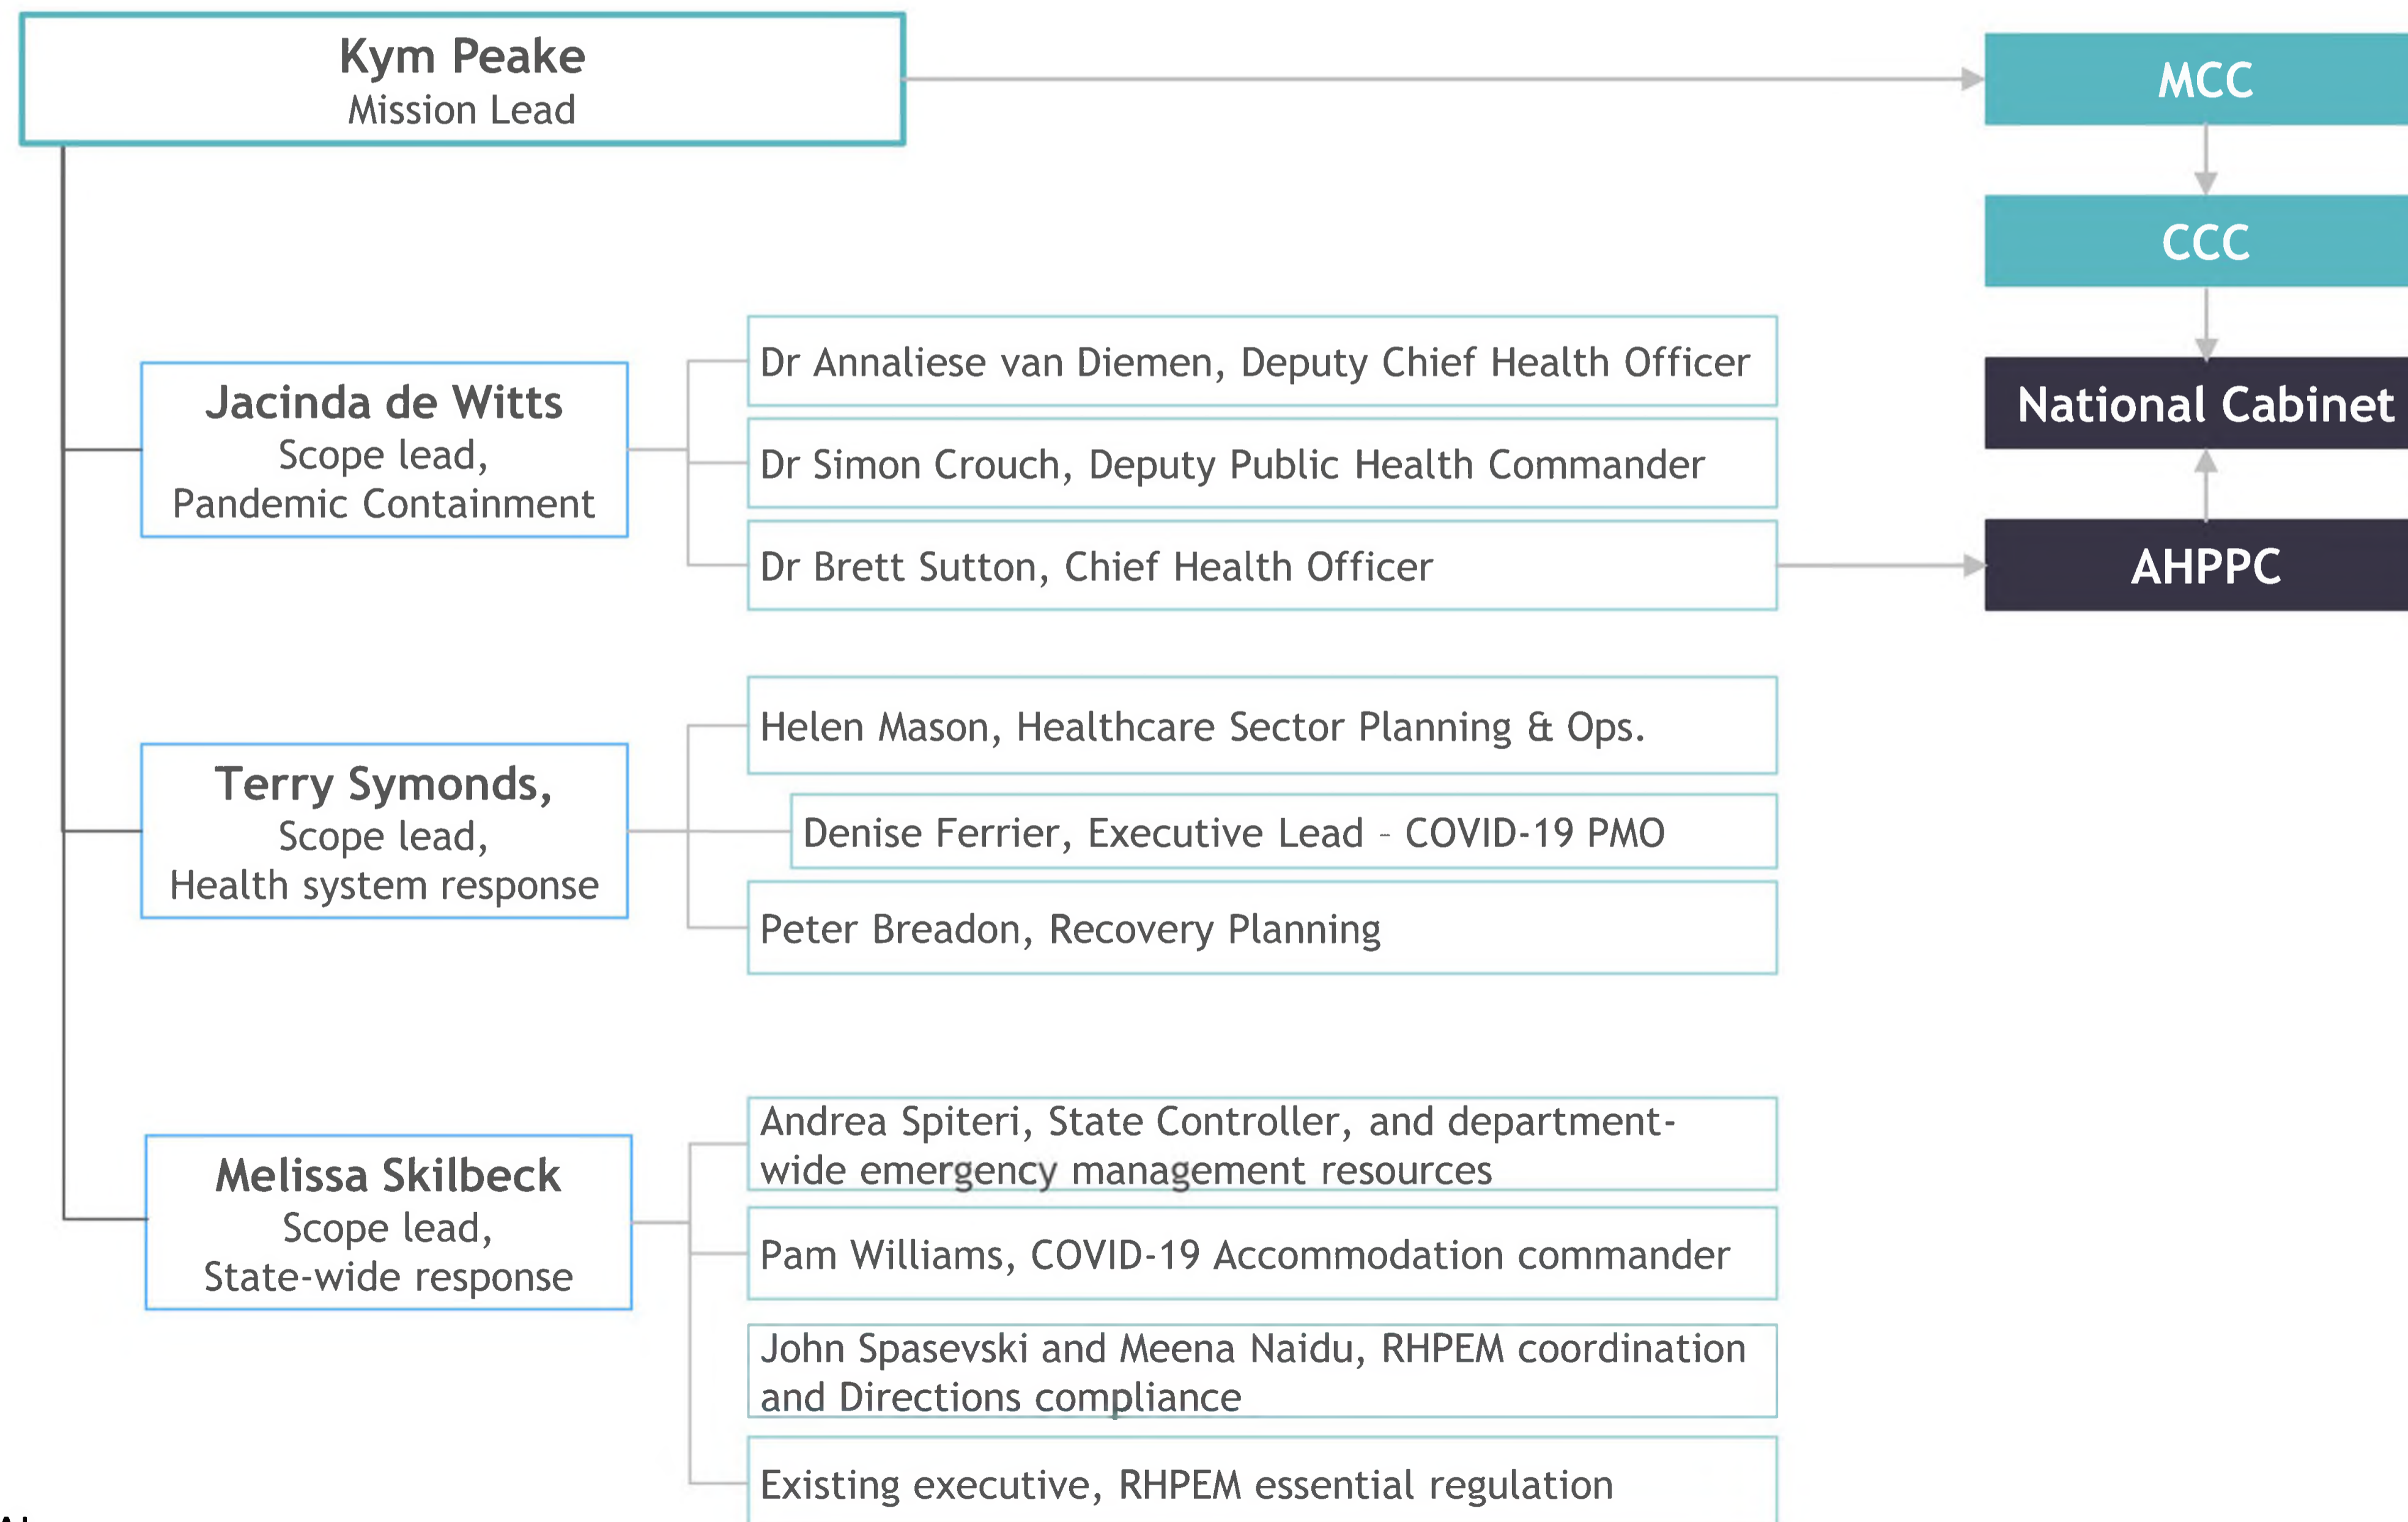 Kym Peake
Mission Lead
MCC
CCC
National Cabinet
AHPPC
Jacinda de Witts
Scope lead,
Pandemic Containment
Dr Annaliese van Diemen, Deputy Chief Health Officer
Dr Simon Crouch, Deputy Public Health Commander
Dr Brett Sutton, Chief Health Officer
Terry Symonds,
Scope lead,
Health system response
Helen Mason, Healthcare Sector Planning & Ops.
Denise Ferrier, Executive Lead - COVID-19 PMO
Peter Breadon, Recovery Planning
Melissa Skilbeck
Scope lead,
State-wide response
Andrea Spiteri, State Controller, and department-
wide emergency management resources
Pam Williams, COVID-19 Accommodation commander
John Spasevski and Meena Naidu, RHPEM coordination
and Directions compliance
Existing executive, RHPEM essential regulation